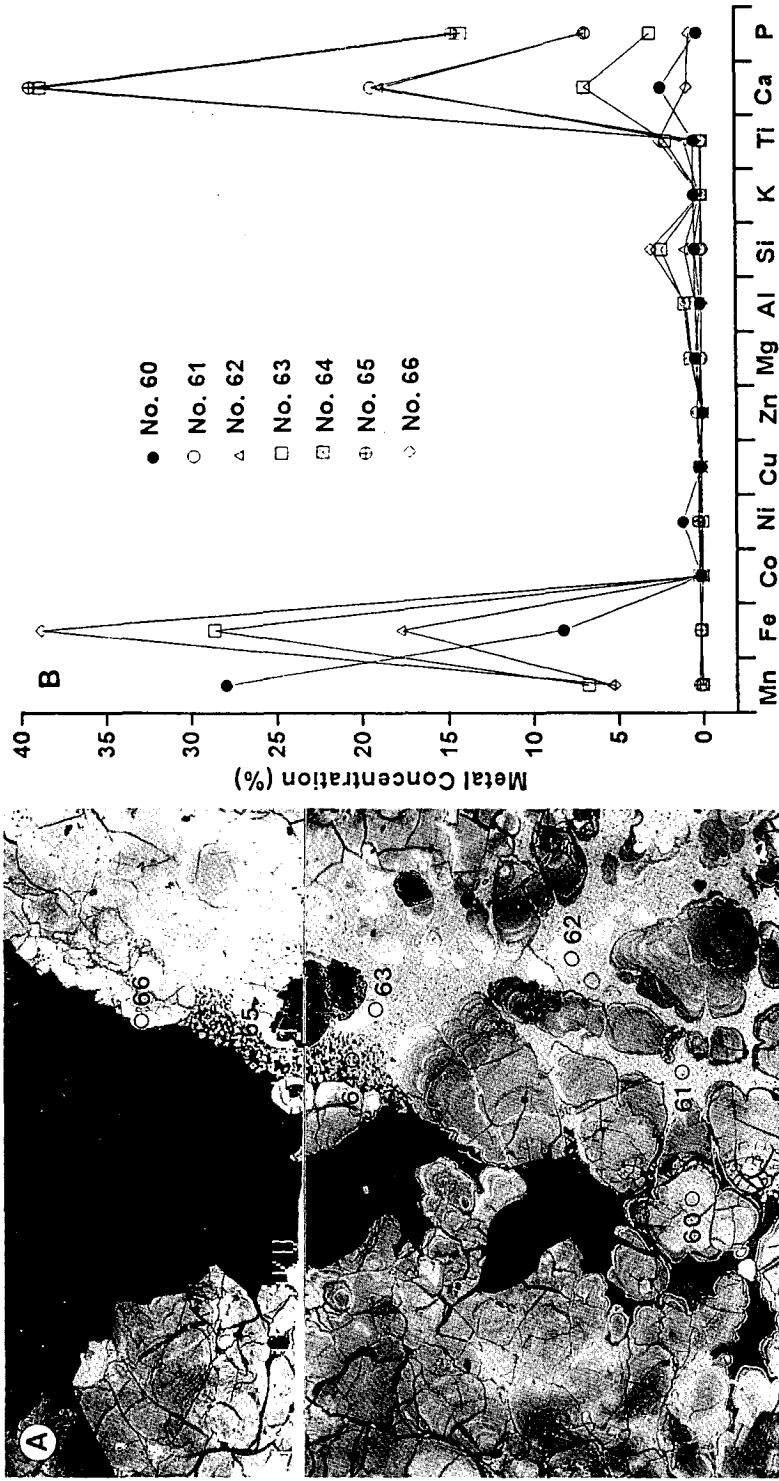 A
66
65
63
62
61
60
B
Metal Concentration (%)
40
35
30
25
20
15
10
5
0
No. 60
No. 61
No. 62
No. 63
No. 64
No. 65
No. 66
Mn Fe Co Ni Cu Zn Mg Al Si K Ti Ca P